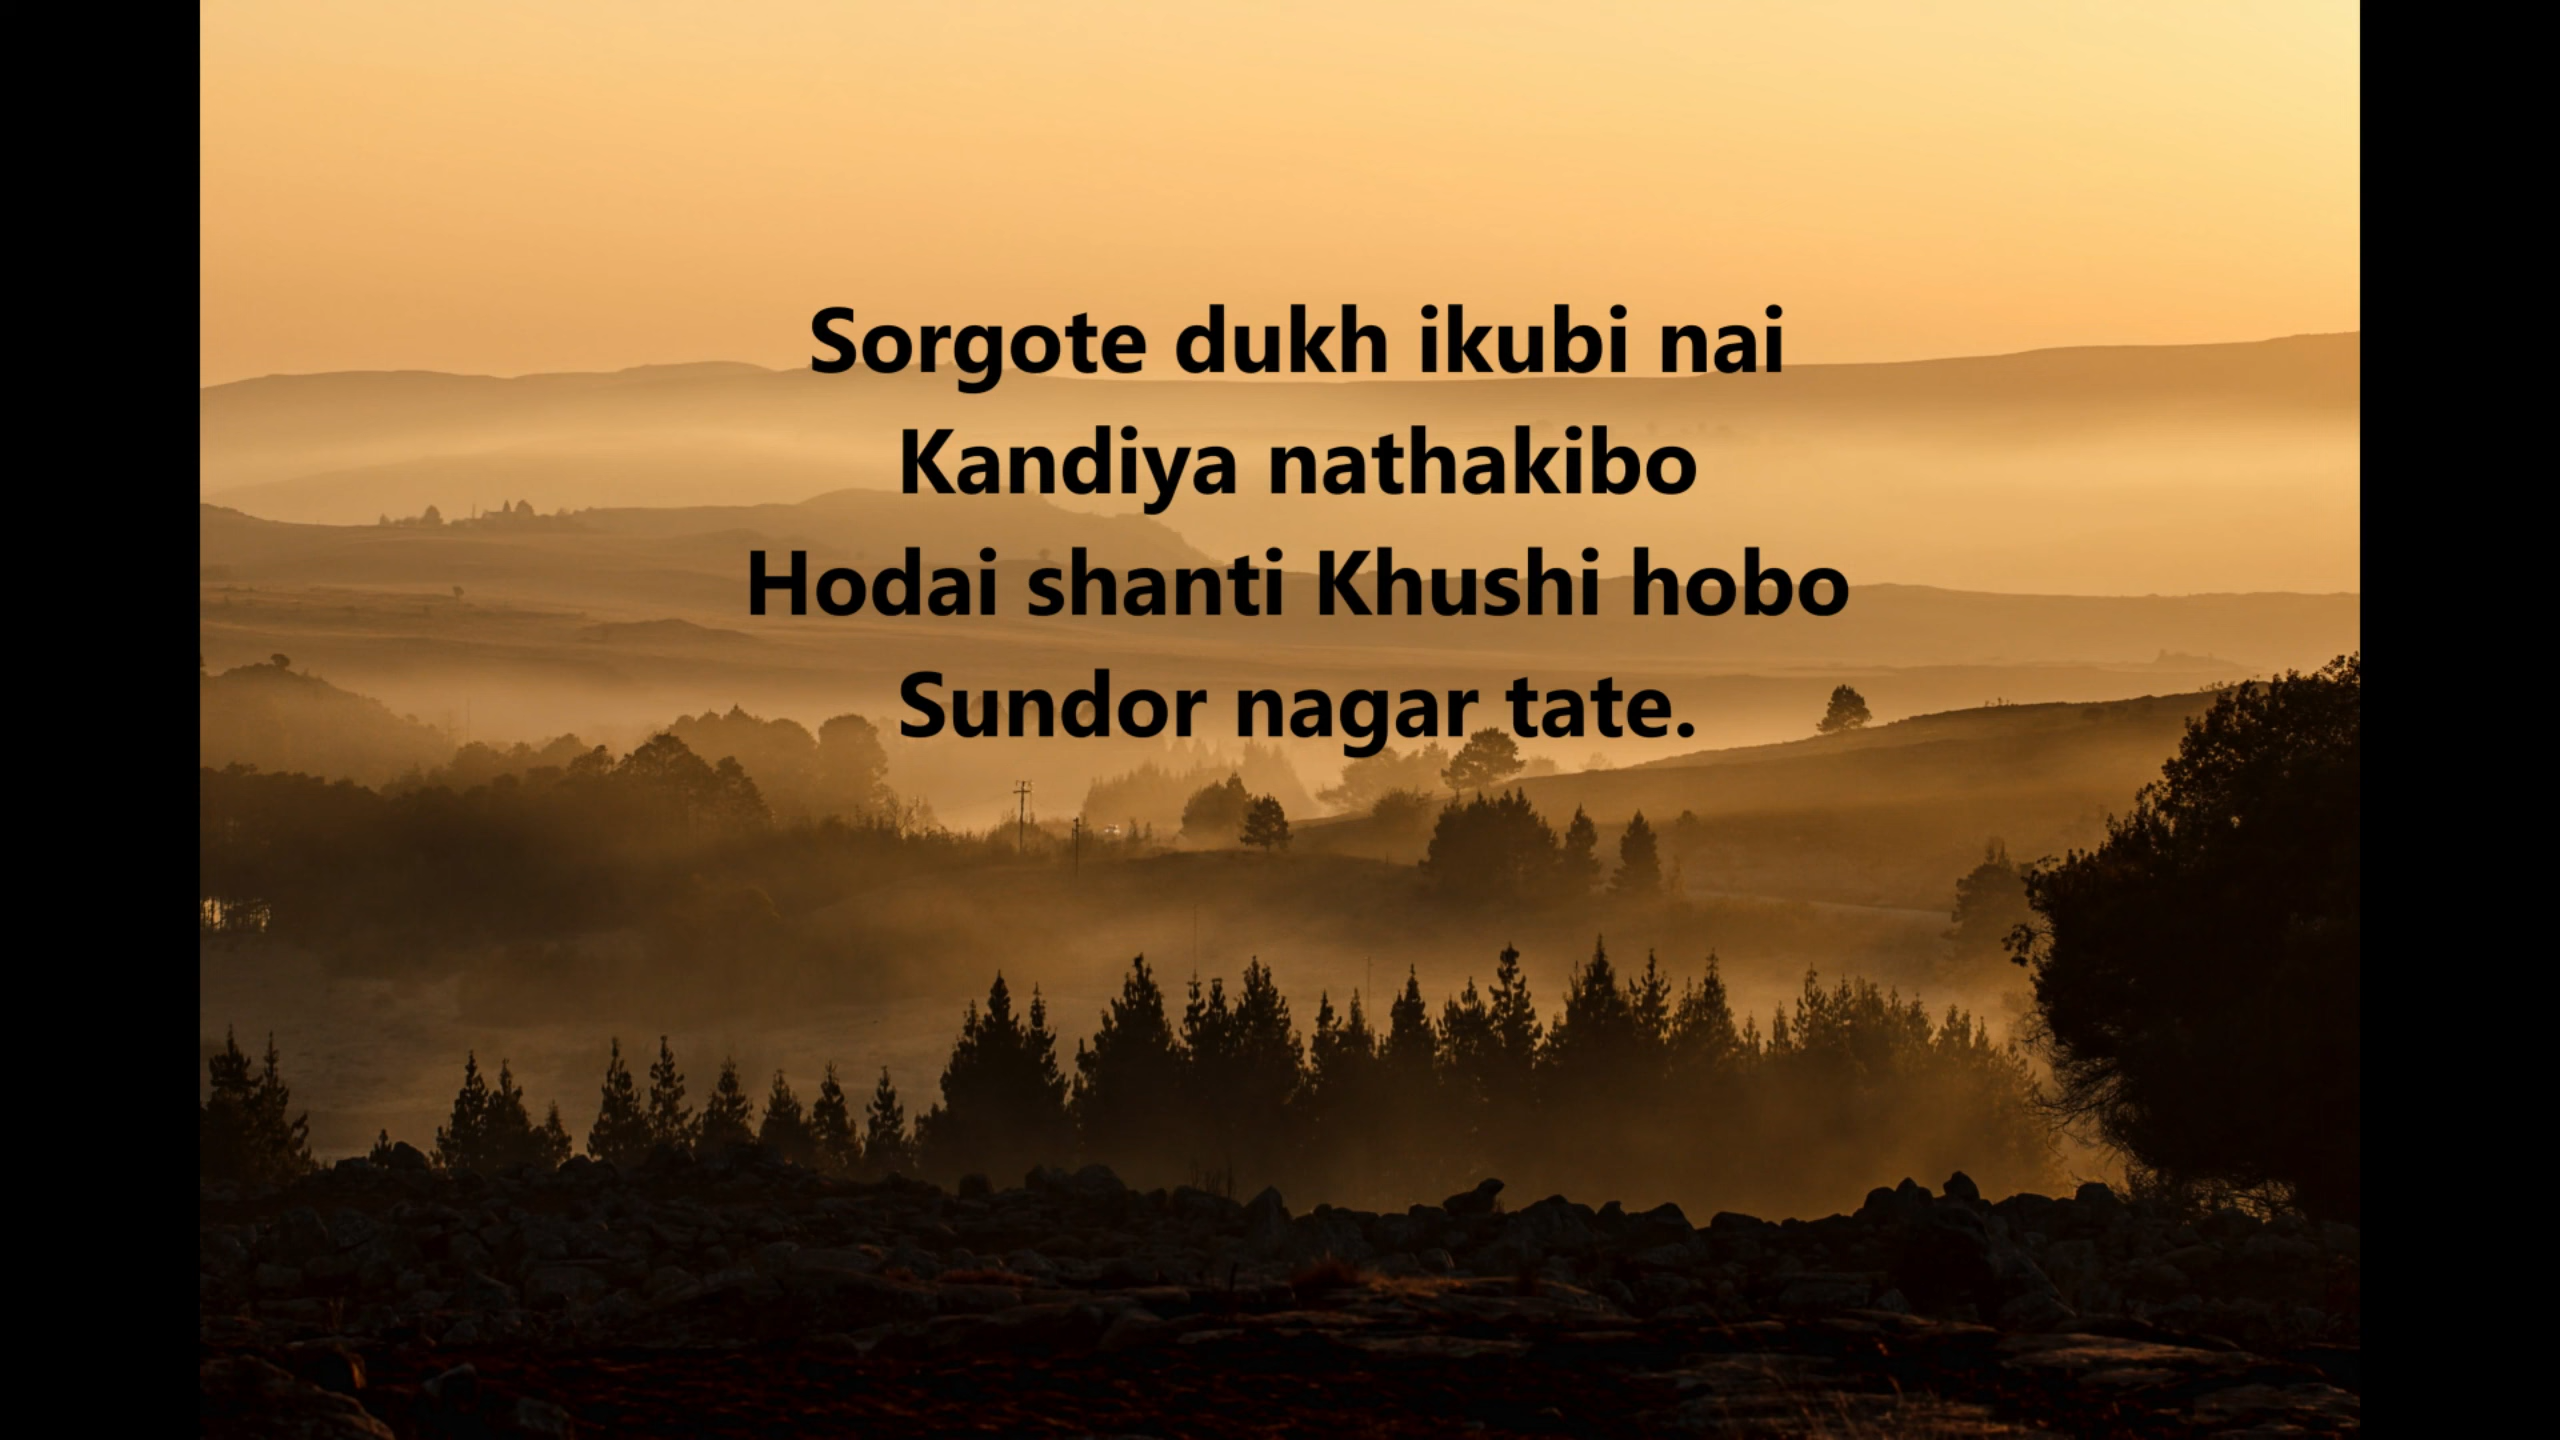 Sorgote dukh ikubi nai
Kandiya nathakibo
Hodai shanti Khushi hobo
Sundor nagar tate.